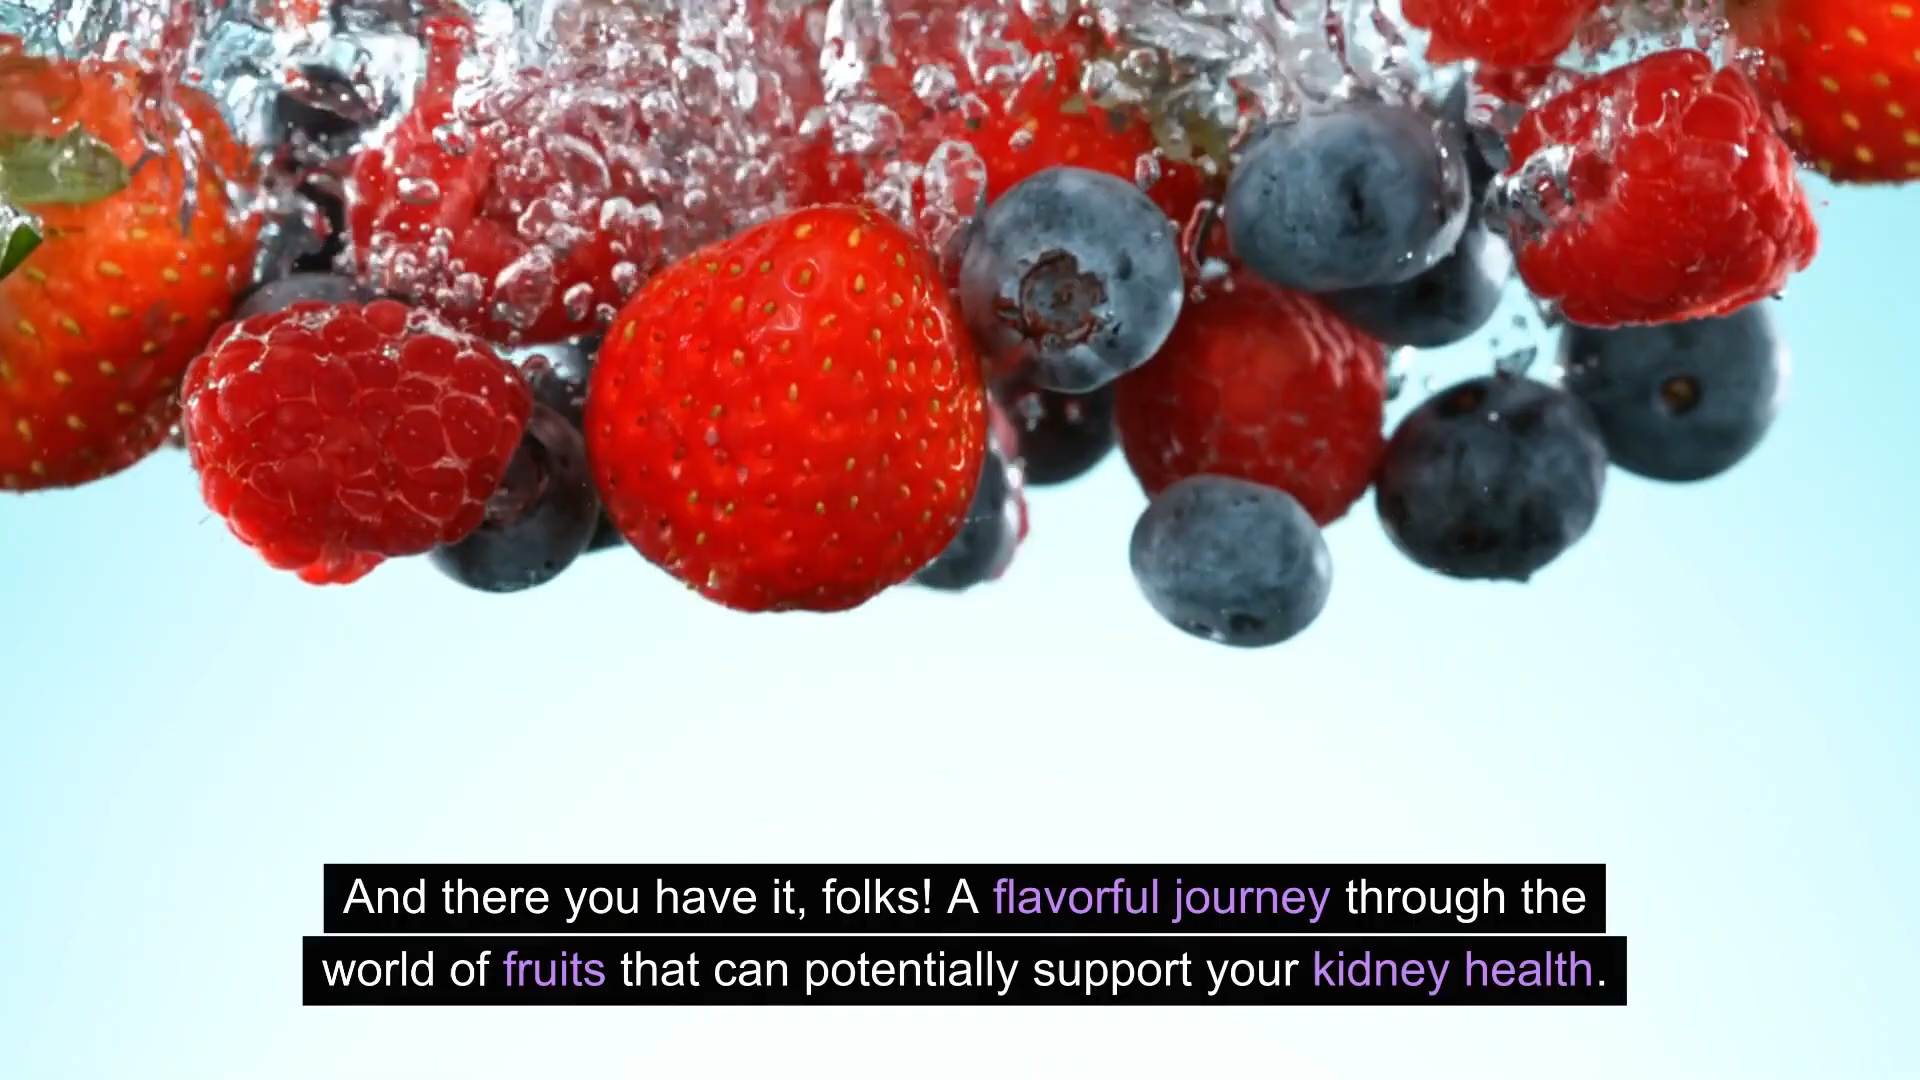 And there you have it, folks! A flavorful journey through the
world of fruits that can potentially support your kidney health.